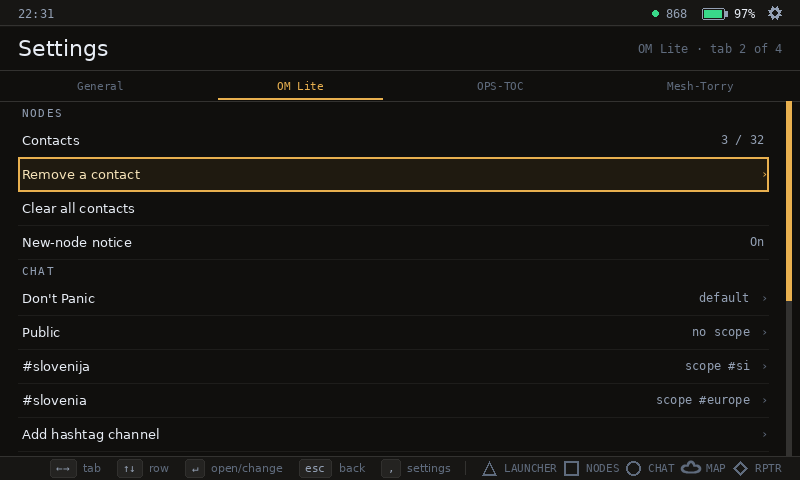 22:31 868 97%
Settings OM Lite · tab 2 of 4
General OM Lite OPS-TOC Mesh-Torry
NODES
Contacts 3 / 32
Remove a contact ›
Clear all contacts
New-node notice On
CHAT
Don't Panic default ›
Public no scope ›
#slovenija scope #si ›
#slovenia scope #europe ›
Add hashtag channel ›
←→ tab ↑↓ row ↵ open/change esc back , settings LAUNCHER NODES CHAT MAP RPTR